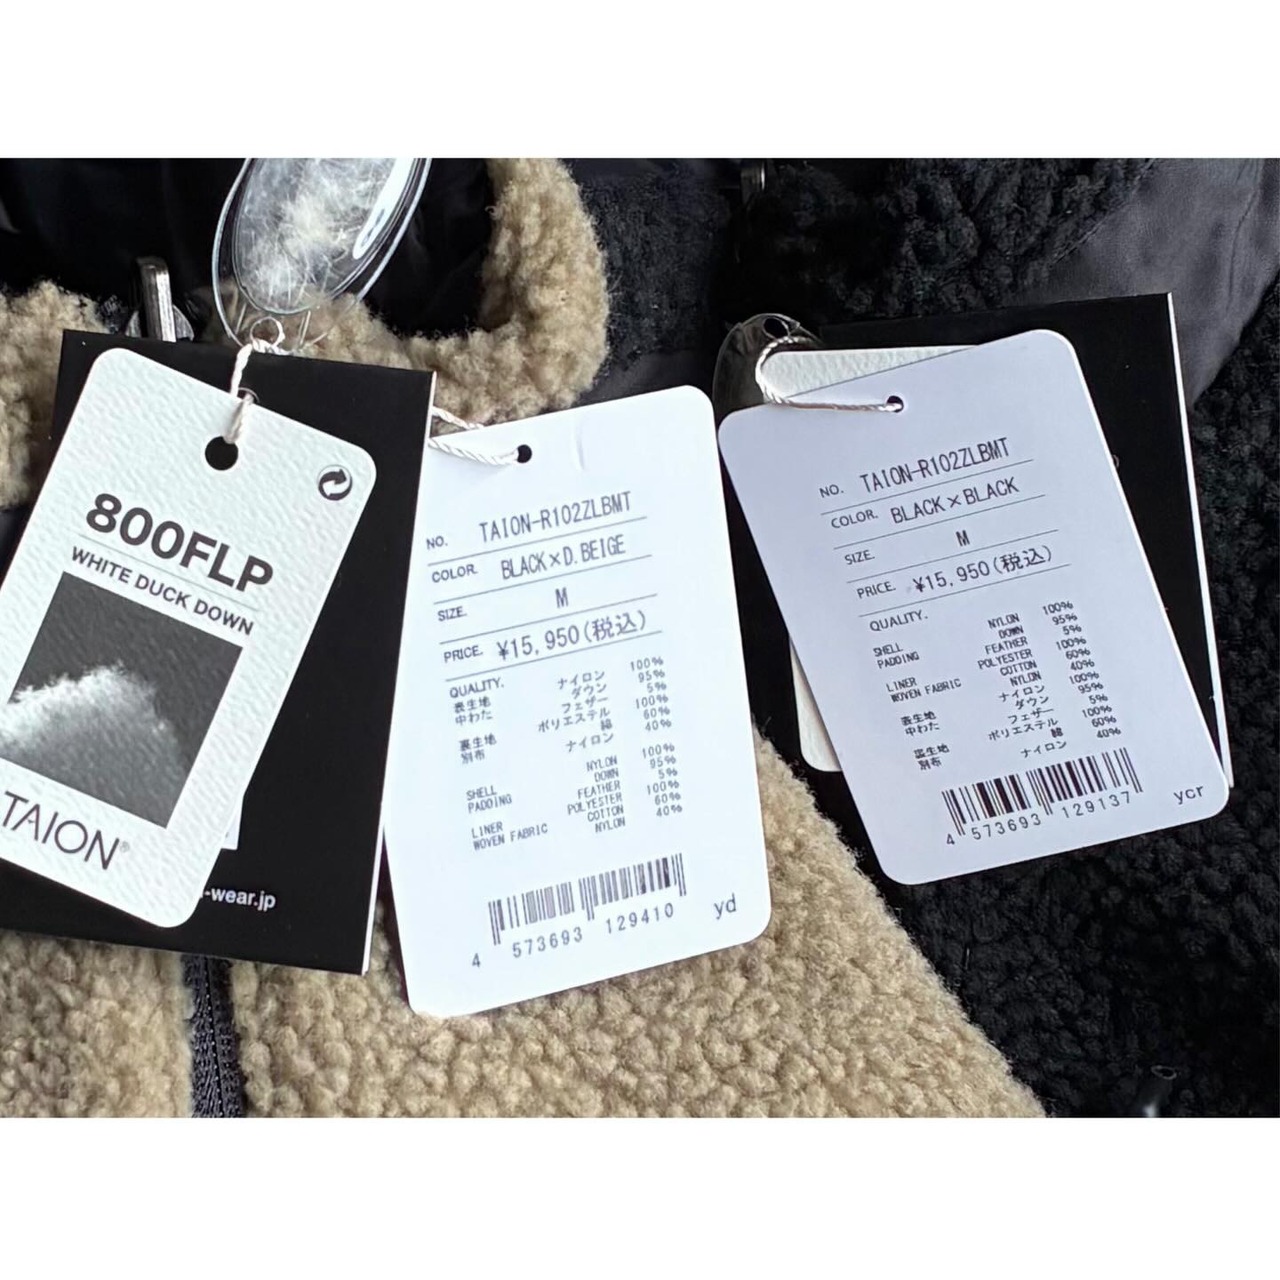 800FLP
WHITE DUCK DOWN
TAION®
-wear.jp
NO. TAION-R102ZLBMT
COLOR. BLACK×D.BEIGE
SIZE. M
PRICE. ¥15,950(税込)
QUALITY.
表生地 ナイロン 100%
中わた ダウン 95%
フェザー 5%
裏生地 ポリエステル 100%
別布 綿 60%
ナイロン 40%
SHELL NYLON 100%
PADDING DOWN 95%
FEATHER 5%
LINER POLYESTER 100%
WOVEN FABRIC COTTON 60%
NYLON 40%
4 573693 129410
yd
NO. TAION-R102ZLBMT
COLOR. BLACK×BLACK
SIZE. M
PRICE. ¥15,950(税込)
QUALITY.
SHELL NYLON 100%
PADDING DOWN 95%
FEATHER 5%
LINER POLYESTER 100%
WOVEN FABRIC COTTON 60%
NYLON 40%
表生地 ナイロン 100%
中わた ダウン 95%
フェザー 5%
裏生地 ポリエステル 100%
別布 綿 60%
ナイロン 40%
4 573693 129137
ycr